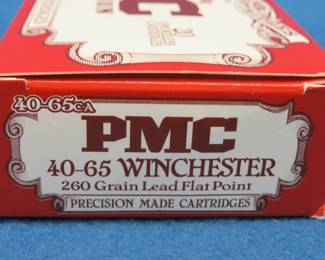 40-65CA
PMC
40-65 WINCHESTER
260 Grain Lead Flat Point
PRECISION MADE CARTRIDGES